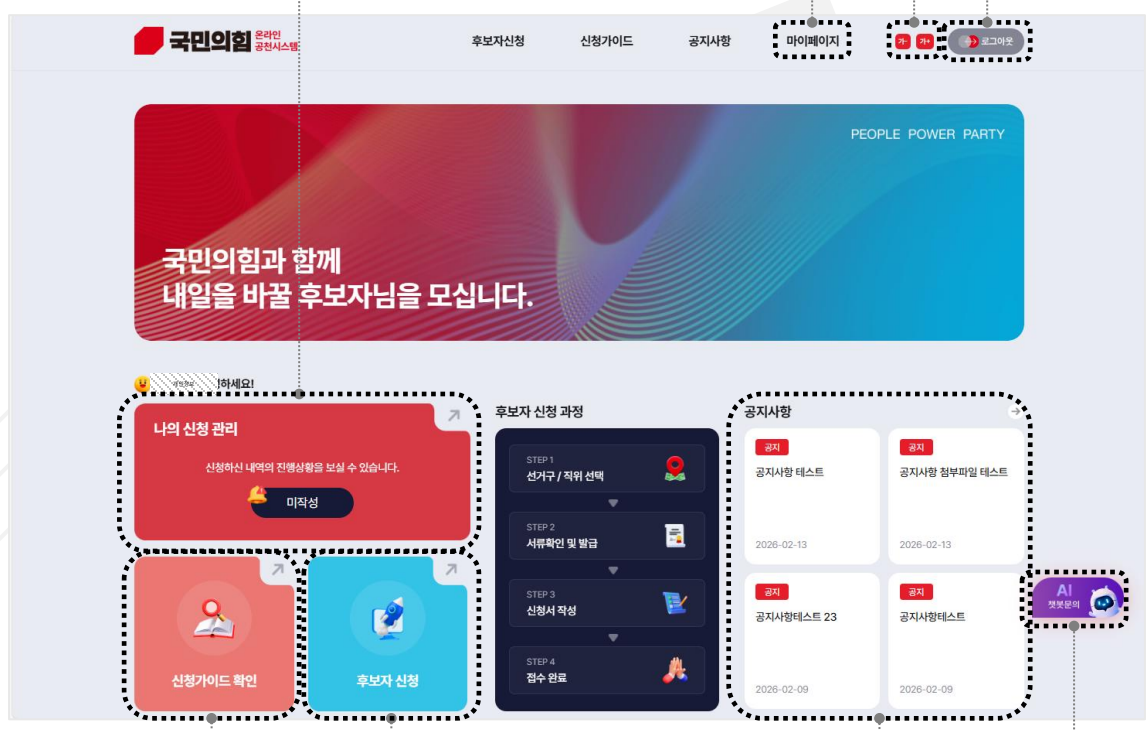 국민의힘 온라인
공천시스템
후보자신청 신청가이드 공지사항 마이페이지 가- 가+ 로그아웃
PEOPLE POWER PARTY
국민의힘과 함께
내일을 바꿀 후보자님을 모십니다.
개인정보 하세요!
나의 신청 관리
신청하신 내역의 진행상황을 보실 수 있습니다.
미작성
신청가이드 확인
후보자 신청
후보자 신청 과정
STEP 1
선거구 / 직위 선택
STEP 2
서류확인 및 발급
STEP 3
신청서 작성
STEP 4
접수 완료
공지사항
공지
공지사항 테스트
2026-02-13
공지
공지사항 첨부파일 테스트
2026-02-13
공지
공지사항테스트 23
2026-02-09
공지
공지사항테스트
2026-02-09
AI
챗봇문의